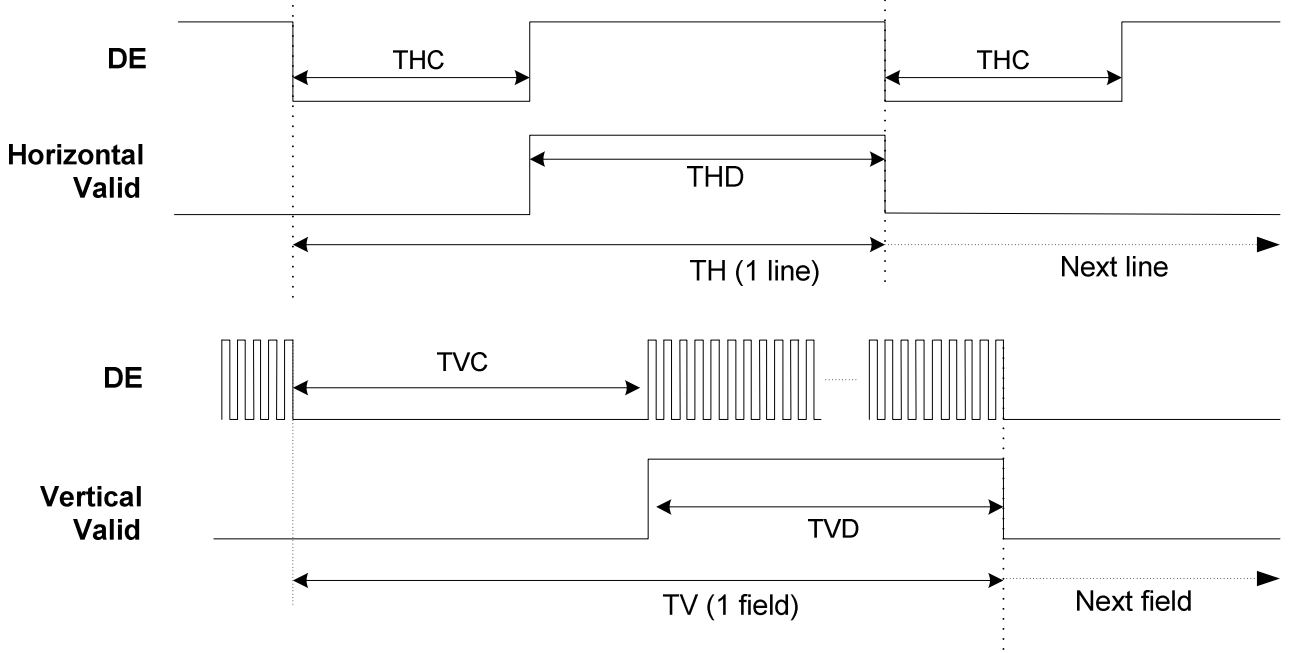 DE
THC
THC
Horizontal
Valid
THD
TH (1 line)
Next line
DE
TVC
Vertical
Valid
TVD
TV (1 field)
Next field